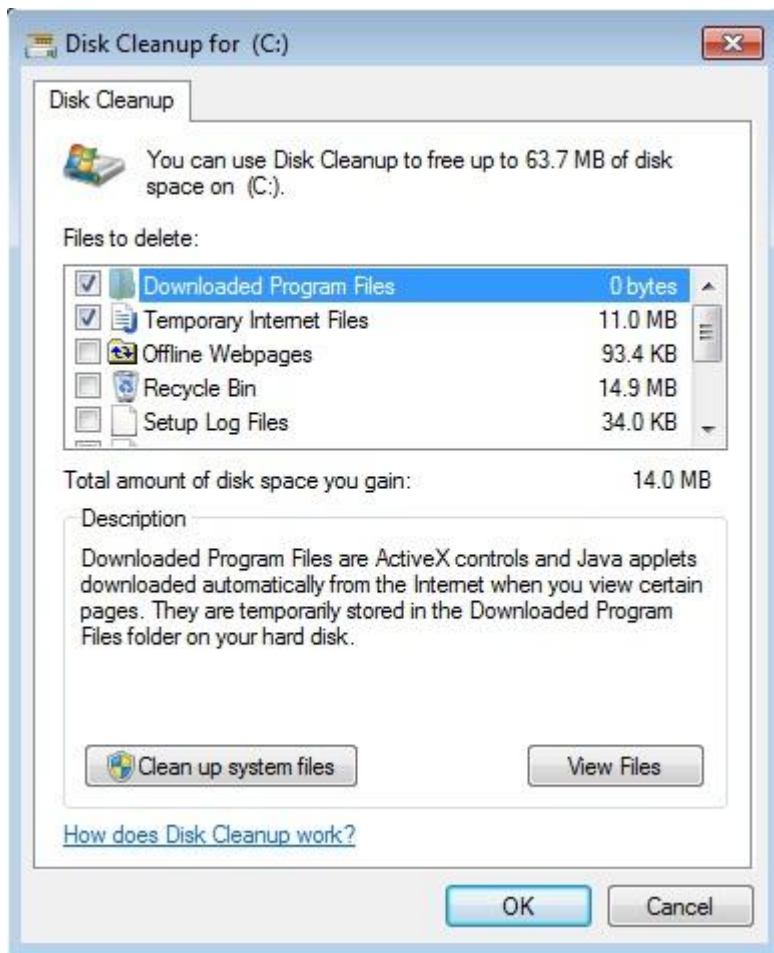 Disk Cleanup for (C:)
Disk Cleanup
You can use Disk Cleanup to free up to 63.7 MB of disk
space on (C:).
Files to delete:
Downloaded Program Files 0 bytes
Temporary Internet Files 11.0 MB
Offline Webpages 93.4 KB
Recycle Bin 14.9 MB
Setup Log Files 34.0 KB
Total amount of disk space you gain: 14.0 MB
Description
Downloaded Program Files are ActiveX controls and Java applets
downloaded automatically from the Internet when you view certain
pages. They are temporarily stored in the Downloaded Program
Files folder on your hard disk.
Clean up system files View Files
How does Disk Cleanup work?
OK Cancel